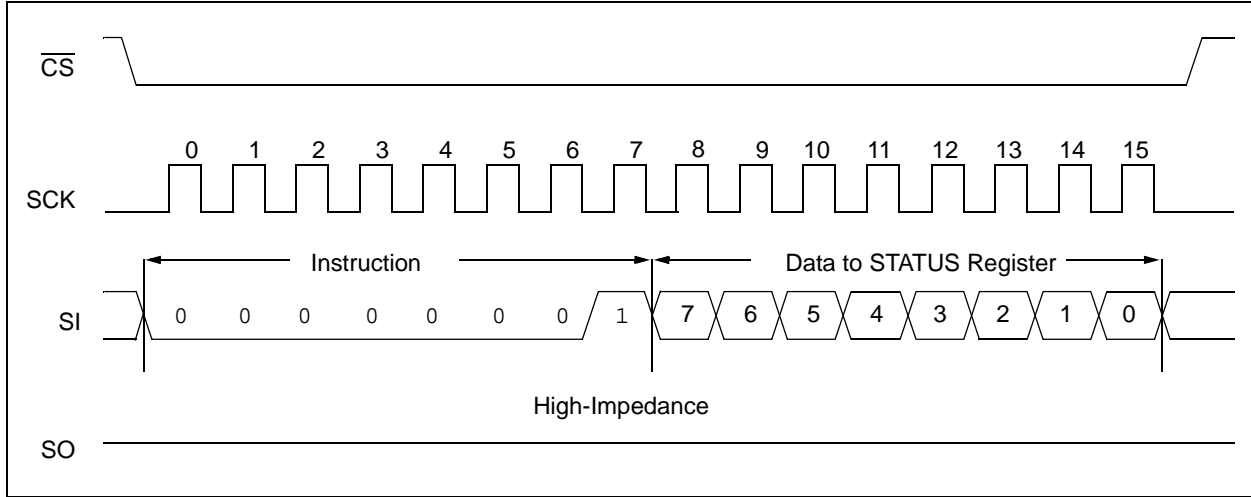 CS
0 1 2 3 4 5 6 7 8 9 10 11 12 13 14 15
SCK
Instruction Data to STATUS Register
SI 0 0 0 0 0 0 0 1 7 6 5 4 3 2 1 0
High-Impedance
SO